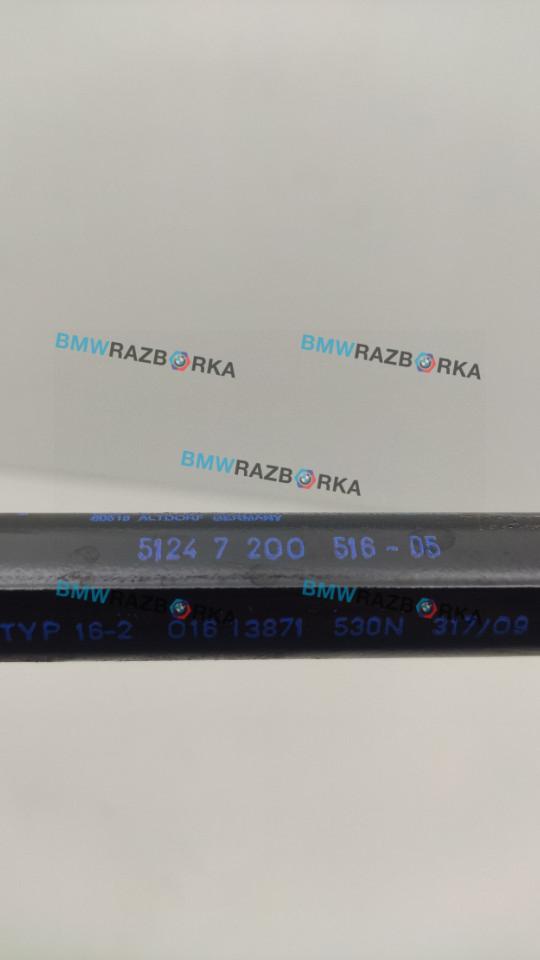 BMWRAZBORKA
BMWRAZBORKA
BMWRAZBORKA
ALTDORF GERMANY
5124 7 200 516-05
BMWRAZBORKA
BMWRAZBORKA
TYP 16-2 016 13871 530N 317/09